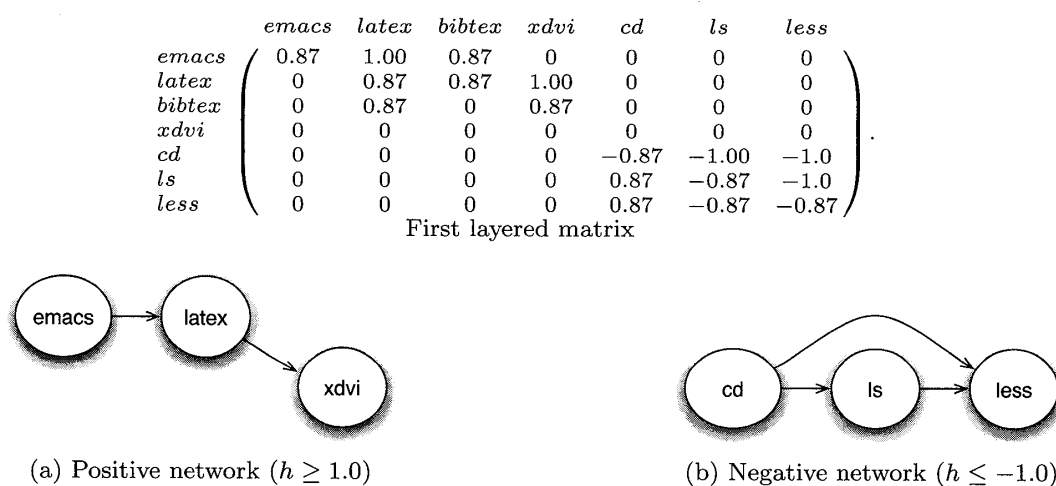 emacs latex bibtex xdvi cd ls less
emacs 0.87 1.00 0.87 0 0 0 0
latex 0 0.87 0.87 1.00 0 0 0
bibtex 0 0.87 0 0.87 0 0 0
xdvi 0 0 0 0 0 0 0
cd 0 0 0 0 −0.87 −1.00 −1.0
ls 0 0 0 0 0.87 −0.87 −1.0
less 0 0 0 0 0.87 −0.87 −0.87
.
First layered matrix
emacs latex
xdvi
cd ls less
(a) Positive network (h ≥ 1.0)
(b) Negative network (h ≤ −1.0)